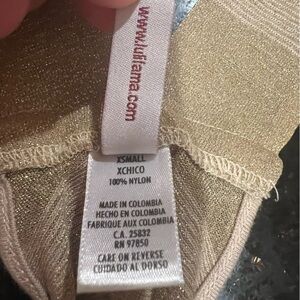 www.lulifama.com
XSMALL
XCHICO
100% NYLON
MADE IN COLOMBIA
HECHO EN COLOMBIA
FABRIQUE AUX COLOMBIA
C.A. 25832
RN 97850
CARE ON REVERSE
CUIDADO AL DORSO